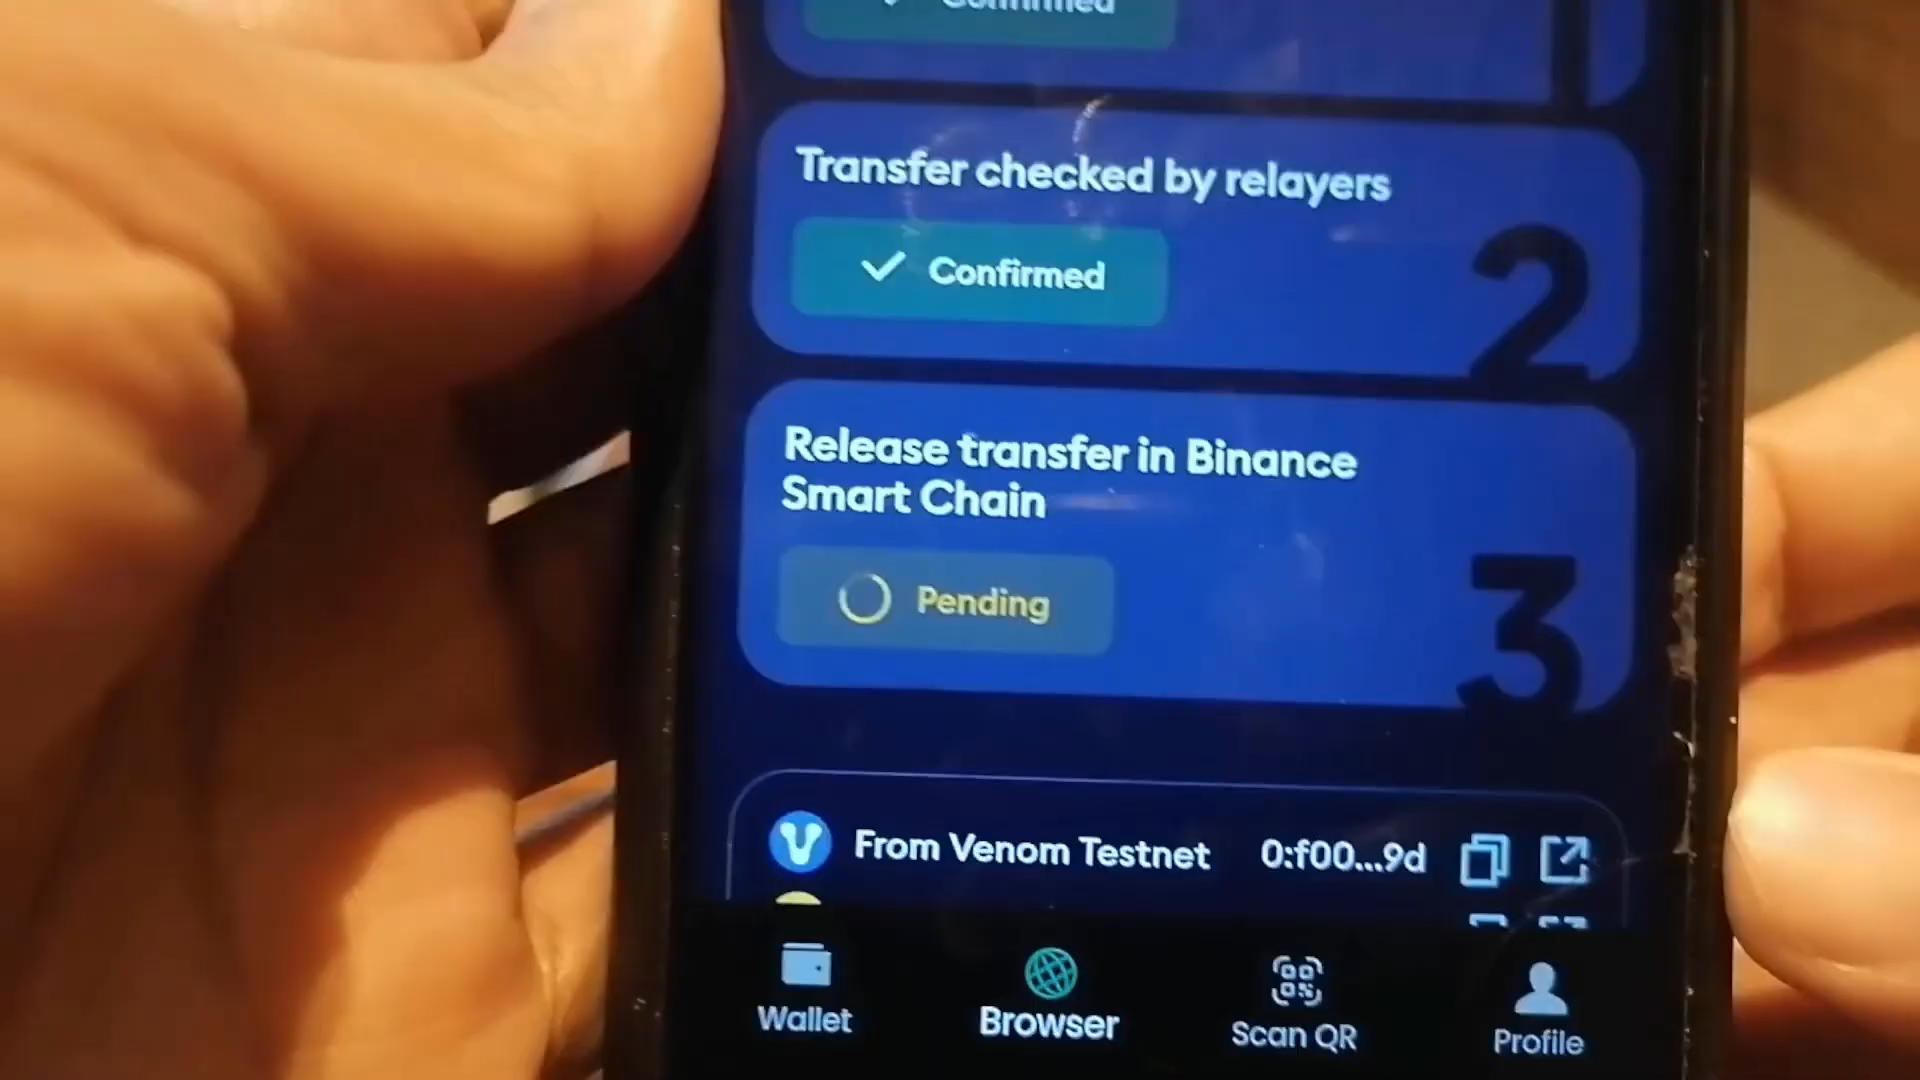 Confirmed
Transfer checked by relayers
Confirmed
2
Release transfer in Binance
Smart Chain
Pending
3
From Venom Testnet 0:f00...9d
Wallet
Browser
Scan QR
Profile